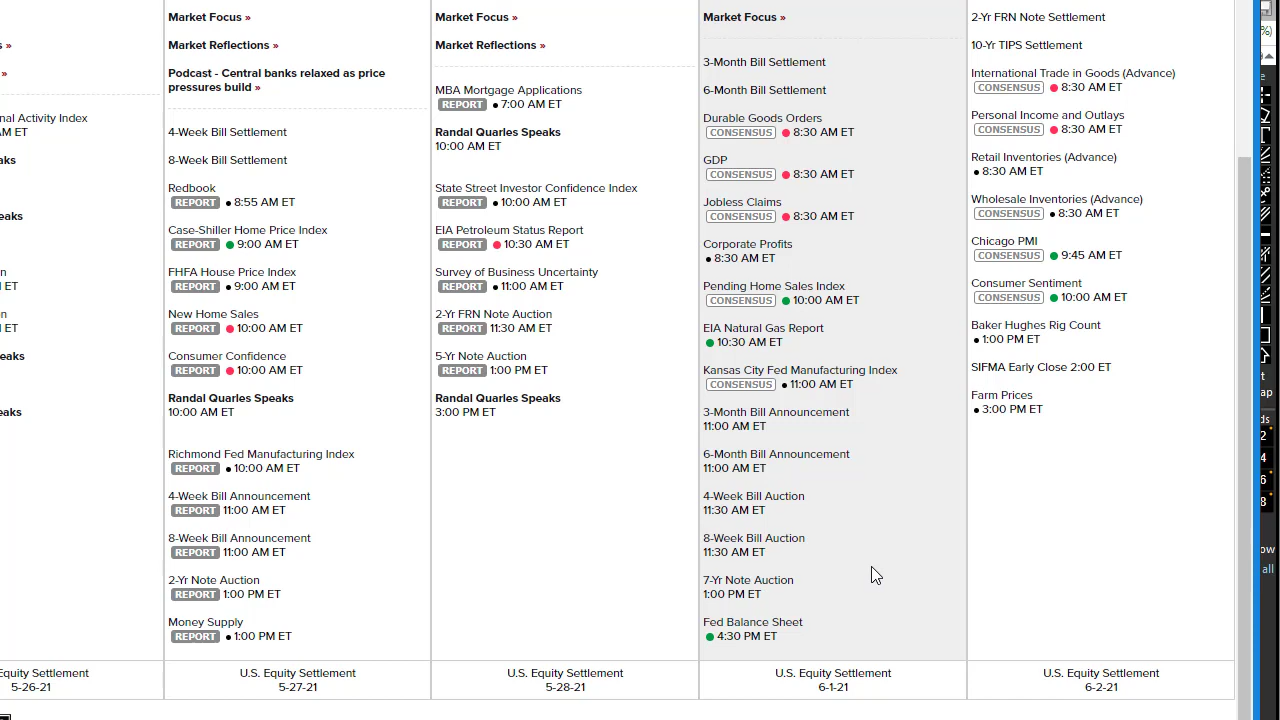 »
»
nal Activity Index
AM ET
aks
eaks
n
ET
n
ET
eaks
eaks
Equity Settlement
5-26-21
Market Focus »
Market Reflections »
Podcast - Central banks relaxed as price
pressures build »
4-Week Bill Settlement
8-Week Bill Settlement
Redbook
REPORT • 8:55 AM ET
Case-Shiller Home Price Index
REPORT • 9:00 AM ET
FHFA House Price Index
REPORT • 9:00 AM ET
New Home Sales
REPORT • 10:00 AM ET
Consumer Confidence
REPORT • 10:00 AM ET
Randal Quarles Speaks
10:00 AM ET
Richmond Fed Manufacturing Index
REPORT • 10:00 AM ET
4-Week Bill Announcement
REPORT 11:00 AM ET
8-Week Bill Announcement
REPORT 11:00 AM ET
2-Yr Note Auction
REPORT 1:00 PM ET
Money Supply
REPORT • 1:00 PM ET
U.S. Equity Settlement
5-27-21
Market Focus »
Market Reflections »
MBA Mortgage Applications
REPORT • 7:00 AM ET
Randal Quarles Speaks
10:00 AM ET
State Street Investor Confidence Index
REPORT • 10:00 AM ET
EIA Petroleum Status Report
REPORT • 10:30 AM ET
Survey of Business Uncertainty
REPORT • 11:00 AM ET
2-Yr FRN Note Auction
REPORT 11:30 AM ET
5-Yr Note Auction
REPORT 1:00 PM ET
Randal Quarles Speaks
3:00 PM ET
U.S. Equity Settlement
5-28-21
Market Focus »
3-Month Bill Settlement
6-Month Bill Settlement
Durable Goods Orders
CONSENSUS • 8:30 AM ET
GDP
CONSENSUS • 8:30 AM ET
Jobless Claims
CONSENSUS • 8:30 AM ET
Corporate Profits
• 8:30 AM ET
Pending Home Sales Index
CONSENSUS • 10:00 AM ET
EIA Natural Gas Report
• 10:30 AM ET
Kansas City Fed Manufacturing Index
CONSENSUS • 11:00 AM ET
3-Month Bill Announcement
11:00 AM ET
6-Month Bill Announcement
11:00 AM ET
4-Week Bill Auction
11:30 AM ET
8-Week Bill Auction
11:30 AM ET
7-Yr Note Auction
1:00 PM ET
Fed Balance Sheet
• 4:30 PM ET
U.S. Equity Settlement
6-1-21
2-Yr FRN Note Settlement
10-Yr TIPS Settlement
International Trade in Goods (Advance)
CONSENSUS • 8:30 AM ET
Personal Income and Outlays
CONSENSUS • 8:30 AM ET
Retail Inventories (Advance)
• 8:30 AM ET
Wholesale Inventories (Advance)
CONSENSUS • 8:30 AM ET
Chicago PMI
CONSENSUS • 9:45 AM ET
Consumer Sentiment
CONSENSUS • 10:00 AM ET
Baker Hughes Rig Count
• 1:00 PM ET
SIFMA Early Close 2:00 ET
Farm Prices
• 3:00 PM ET
U.S. Equity Settlement
6-2-21
%)
e
t
ap
ds
2
4
6
8
ow
all